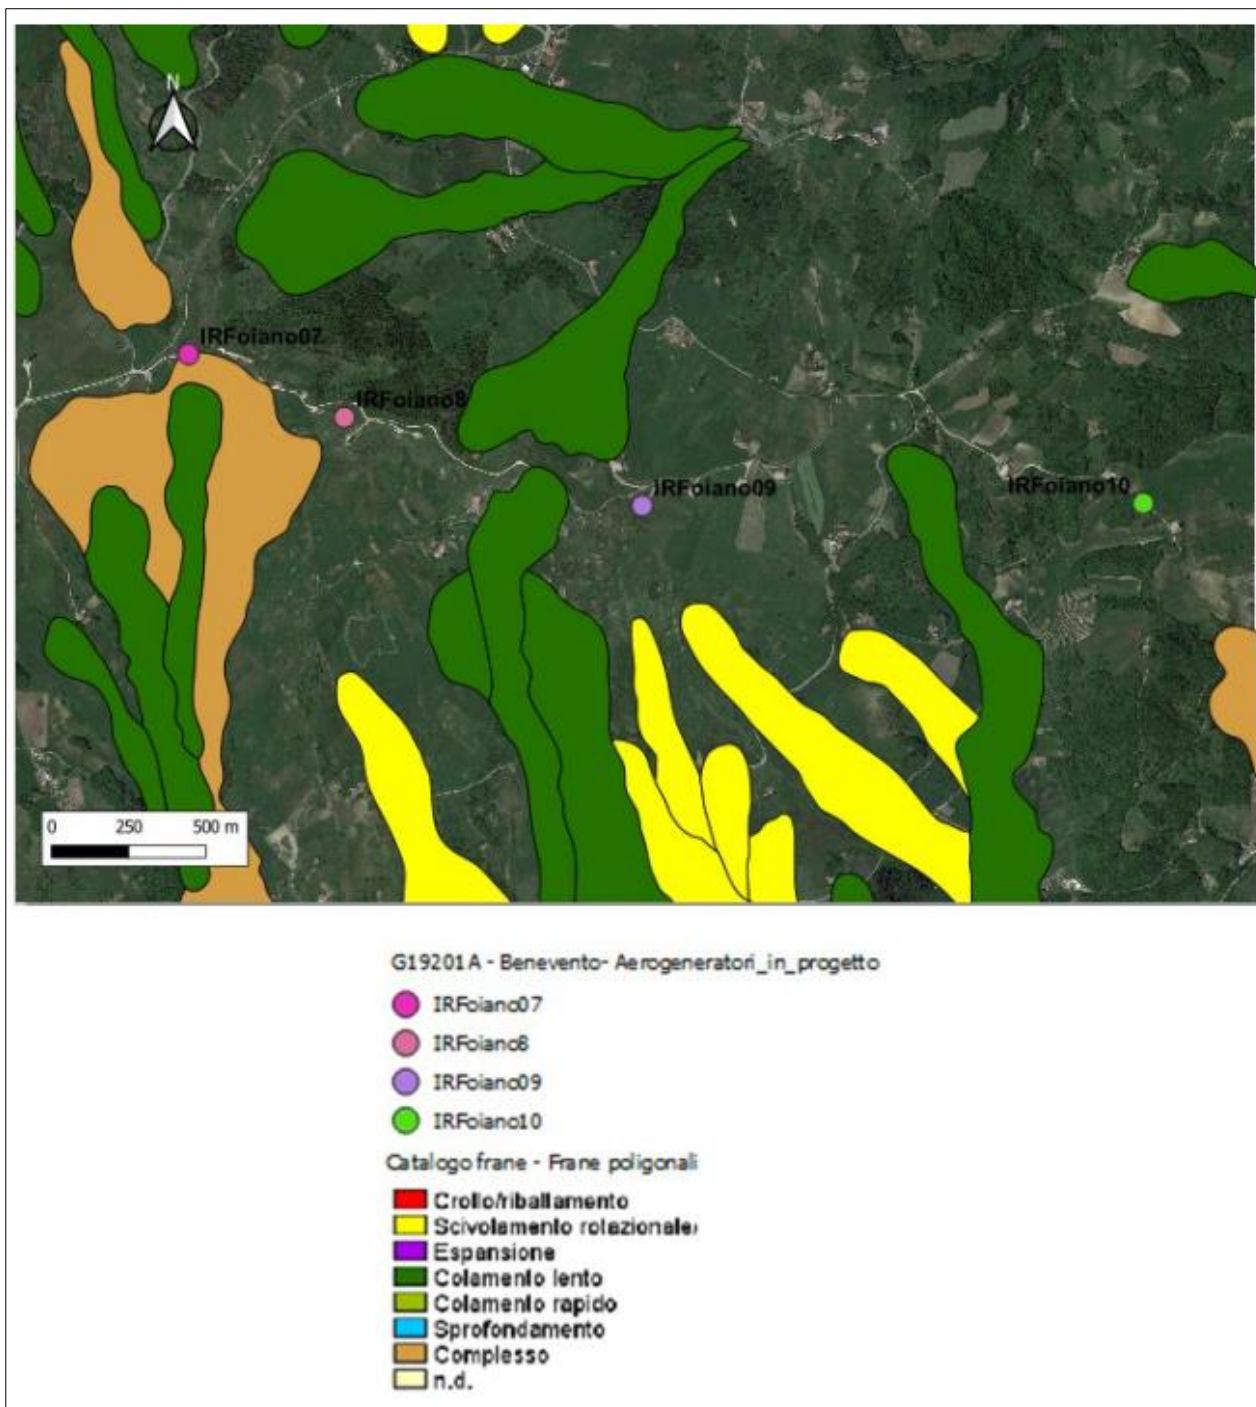 N
IRFoiano07
IRFoiano8
IRFoiano09
IRFoiano10
0 250 500 m
G19201A - Benevento- Aerogeneratori_in_progetto
IRFoiano07
IRFoiano8
IRFoiano09
IRFoiano10
Catalogo frane - Frane poligonali
Crollo/riballamento
Scivolamento rotazionale/
Espansione
Colamento lento
Colamento rapido
Sprofondamento
Complesso
n.d.